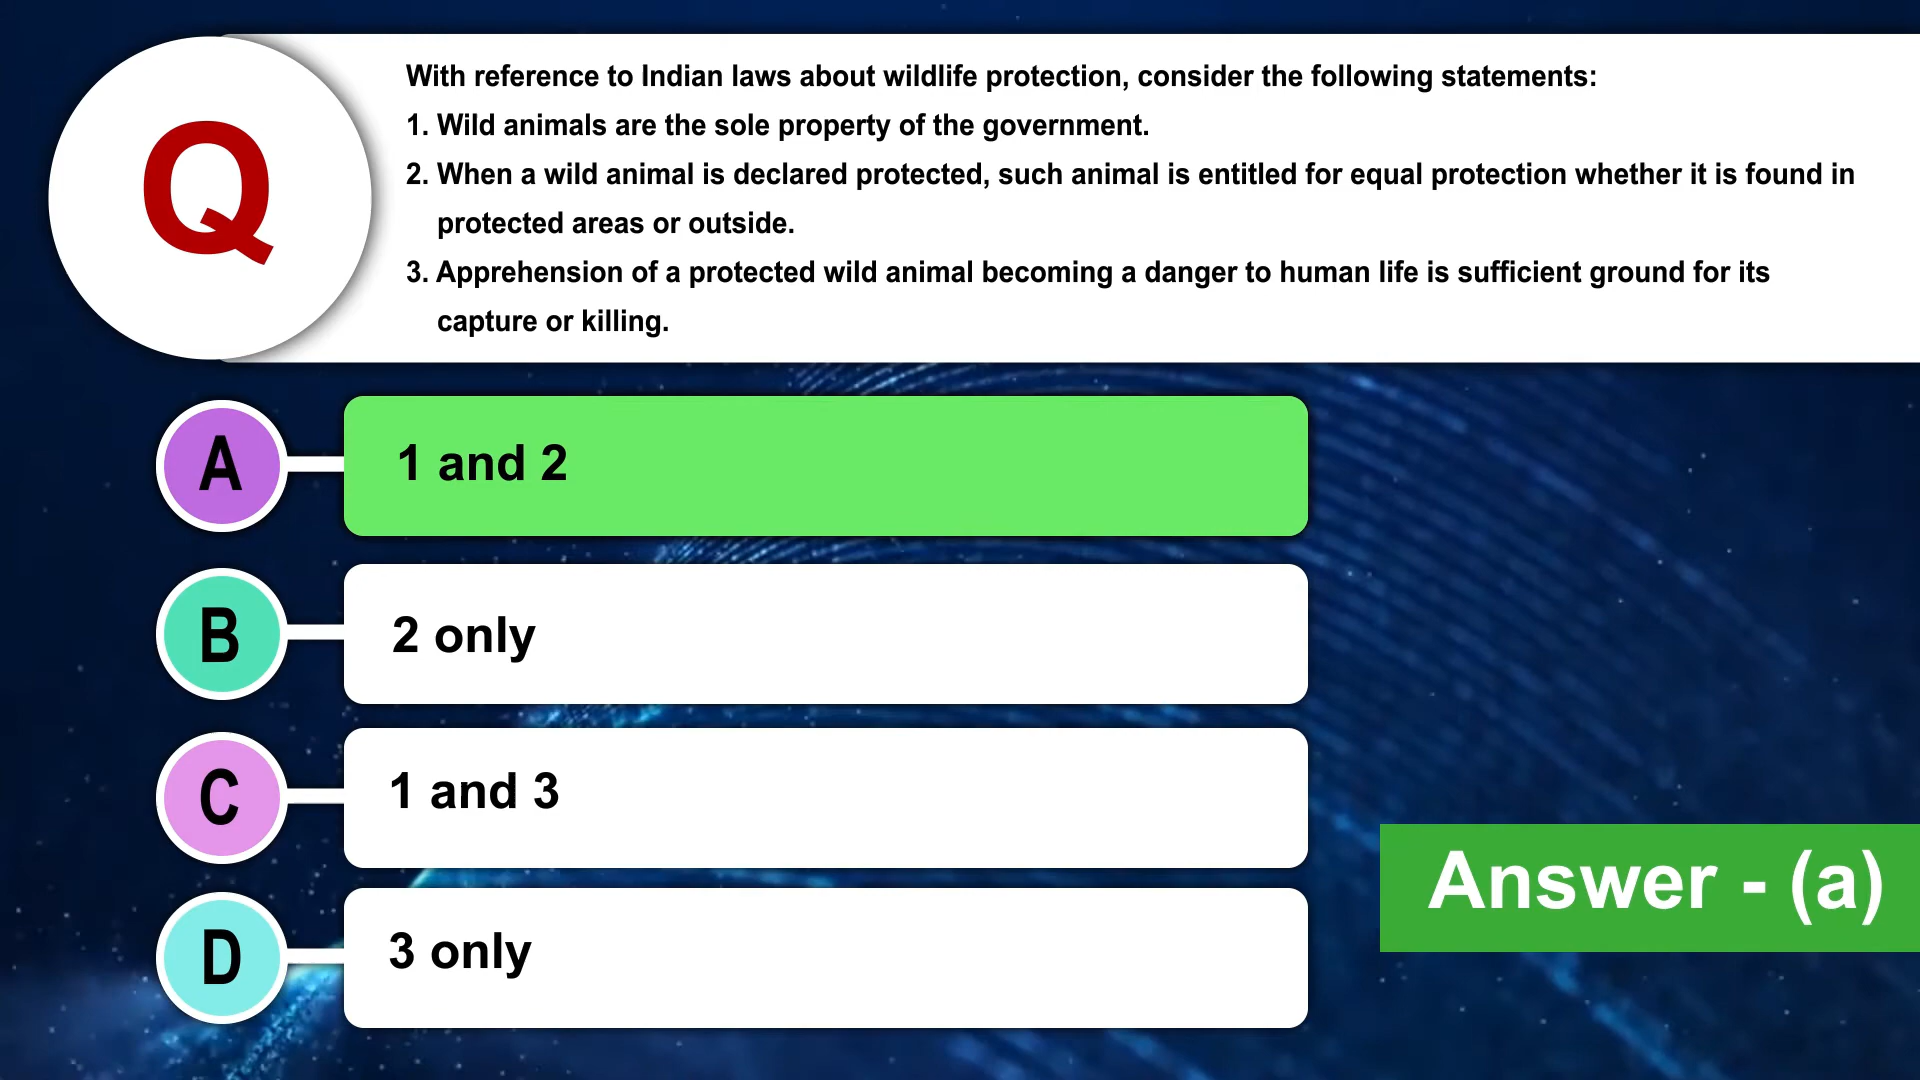 Q
With reference to Indian laws about wildlife protection, consider the following statements:
1. Wild animals are the sole property of the government.
2. When a wild animal is declared protected, such animal is entitled for equal protection whether it is found in
protected areas or outside.
3. Apprehension of a protected wild animal becoming a danger to human life is sufficient ground for its
capture or killing.
A 1 and 2
B 2 only
C 1 and 3
D 3 only
Answer - (a)